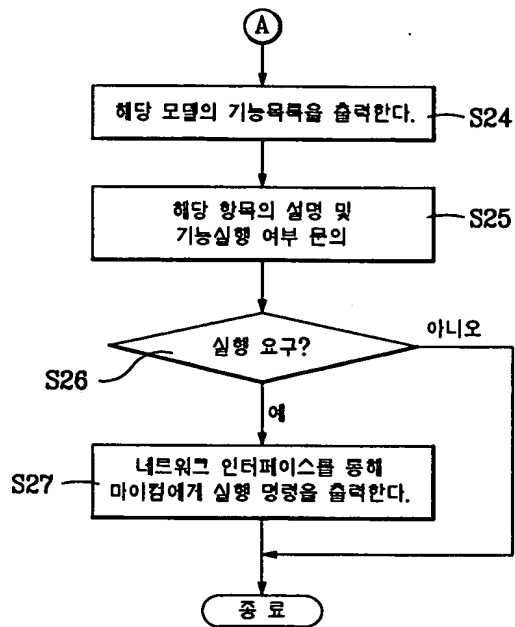 A
해당 모델의 기능목록을 출력한다.
S24
해당 항목의 설명 및
기능실행 여부 문의
S25
실행 요구?
아니오
S26
예
네트워크 인터페이스를 통해
마이컴에게 실행 명령을 출력한다.
S27
종료